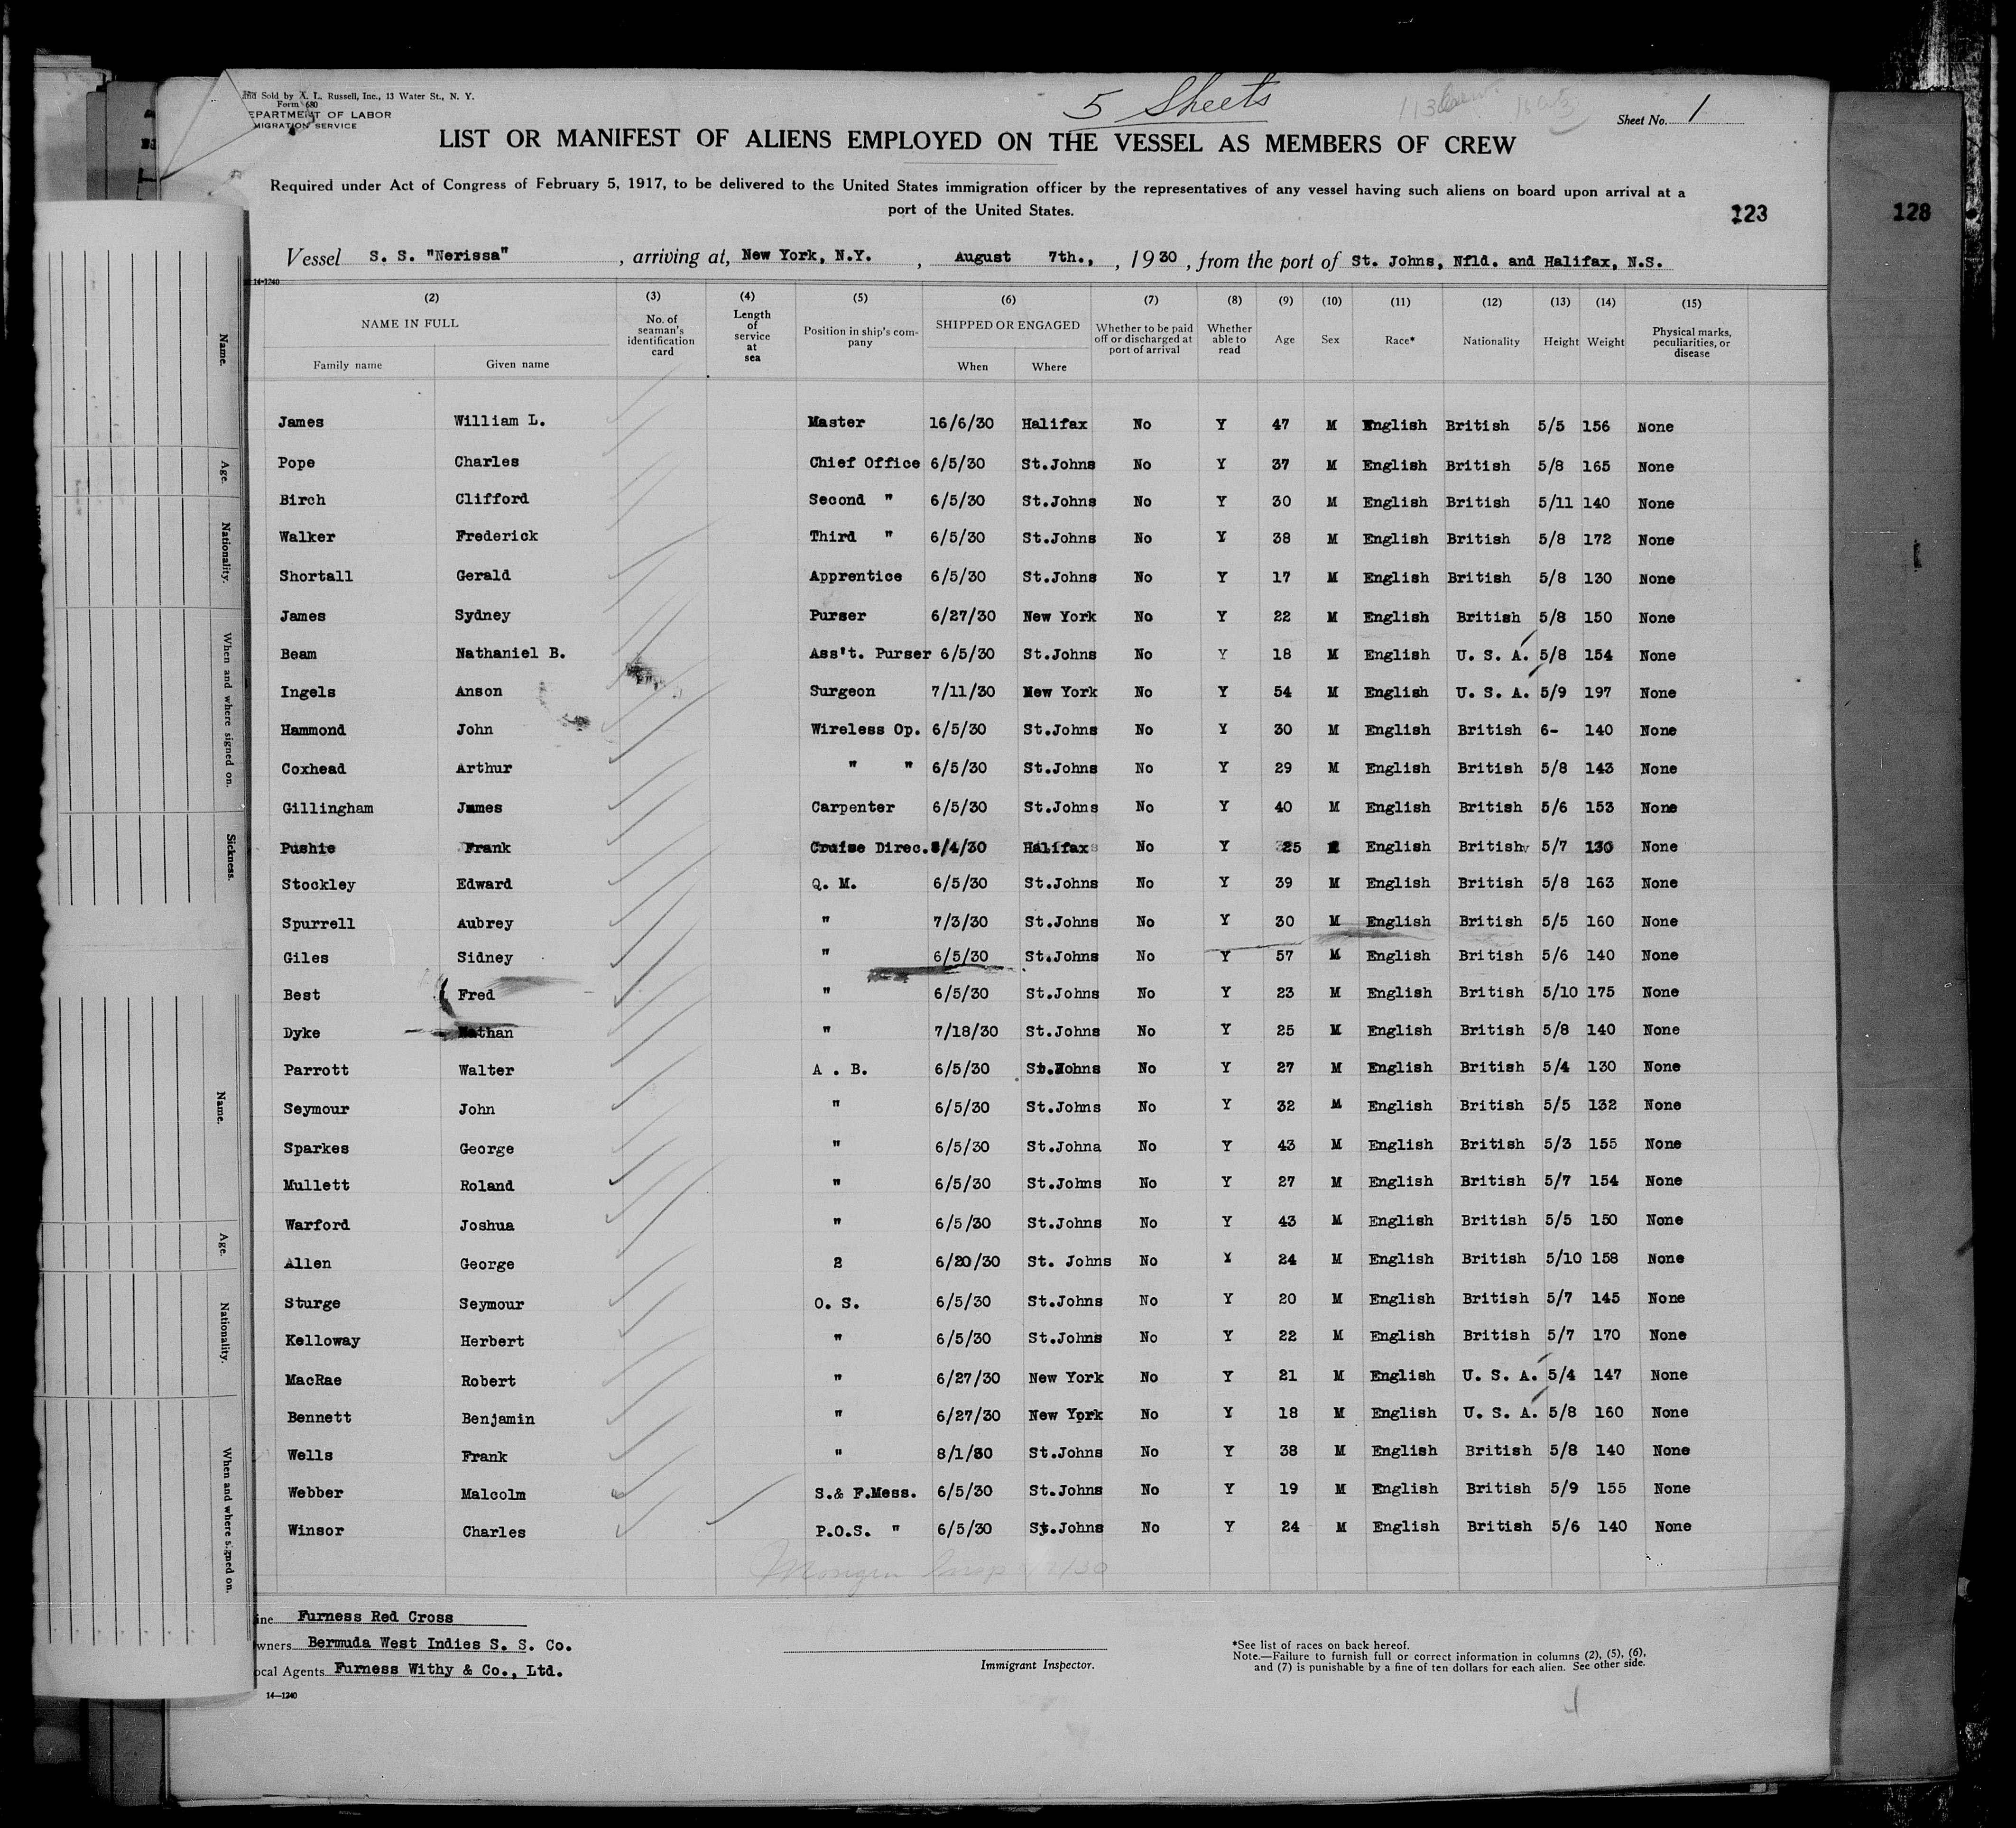 and Sold by A. L. Russell, Inc., 13 Water St., N. Y.
Form 680
EPARTMENT OF LABOR
MIGRATION SERVICE
5 Sheets
Sheet No. 1
LIST OR MANIFEST OF ALIENS EMPLOYED ON THE VESSEL AS MEMBERS OF CREW
Required under Act of Congress of February 5, 1917, to be delivered to the United States immigration officer by the representatives of any vessel having such aliens on board upon arrival at a
port of the United States.
123
128
Vessel S. S. "Nerissa" , arriving at, New York, N.Y. , August 7th., , 1930, from the port of St. Johns, Nfld. and Halifax, N.S.
14-1240
(2) (3) (4) (5) (6) (7) (8) (9) (10) (11) (12) (13) (14) (15)
NAME IN FULL
Family name Given name
No. of seaman's identification card
Length of service at sea
Position in ship's company
SHIPPED OR ENGAGED
When Where
Whether to be paid off or discharged at port of arrival
Whether able to read
Age Sex Race* Nationality Height Weight
Physical marks, peculiarities, or disease
James William L. Master 16/6/30 Halifax No Y 47 M English British 5/5 156 None
Pope Charles Chief Office 6/5/30 St.Johns No Y 37 M English British 5/8 165 None
Birch Clifford Second " 6/5/30 St.Johns No Y 30 M English British 5/11 140 None
Walker Frederick Third " 6/5/30 St.Johns No Y 38 M English British 5/8 172 None
Shortall Gerald Apprentice 6/5/30 St.Johns No Y 17 M English British 5/8 130 None
James Sydney Purser 6/27/30 New York No Y 22 M English British 5/8 150 None
Beam Nathaniel B. Ass't. Purser 6/5/30 St.Johns No Y 18 M English U. S. A. 5/8 154 None
Ingels Anson Surgeon 7/11/30 New York No Y 54 M English U. S. A. 5/9 197 None
Hammond John Wireless Op. 6/5/30 St.Johns No Y 30 M English British 6- 140 None
Coxhead Arthur " " 6/5/30 St.Johns No Y 29 M English British 5/8 143 None
Gillingham James Carpenter 6/5/30 St.Johns No Y 40 M English British 5/6 153 None
Pushie Frank Cruise Direc. 8/4/30 Halifax No Y 25 M English British 5/7 130 None
Stockley Edward Q. M. 6/5/30 St.Johns No Y 39 M English British 5/8 163 None
Spurrell Aubrey " 7/3/30 St.Johns No Y 30 M English British 5/5 160 None
Giles Sidney " 6/5/30 St.Johns No Y 57 M English British 5/6 140 None
Best Fred " 6/5/30 St.Johns No Y 23 M English British 5/10 175 None
Dyke Nathan " 7/18/30 St.Johns No Y 25 M English British 5/8 140 None
Parrott Walter A . B. 6/5/30 St.Johns No Y 27 M English British 5/4 130 None
Seymour John " 6/5/30 St.Johns No Y 32 M English British 5/5 132 None
Sparkes George " 6/5/30 St.Johna No Y 43 M English British 5/3 155 None
Mullett Roland " 6/5/30 St.Johns No Y 27 M English British 5/7 154 None
Warford Joshua " 6/5/30 St.Johns No Y 43 M English British 5/5 150 None
Allen George 2 6/20/30 St. Johns No Y 24 M English British 5/10 158 None
Sturge Seymour O. S. 6/5/30 St.Johns No Y 20 M English British 5/7 145 None
Kelloway Herbert " 6/5/30 St.Johns No Y 22 M English British 5/7 170 None
MacRae Robert " 6/27/30 New York No Y 21 M English U. S. A. 5/4 147 None
Bennett Benjamin " 6/27/30 New York No Y 18 M English U. S. A. 5/8 160 None
Wells Frank " 8/1/30 St.Johns No Y 38 M English British 5/8 140 None
Webber Malcolm S.& F.Mess. 6/5/30 St.Johns No Y 19 M English British 5/9 155 None
Winsor Charles P.O.S. " 6/5/30 St.Johns No Y 24 M English British 5/6 140 None
ine Furness Red Cross
wners Bermuda West Indies S. S. Co.
ocal Agents Furness Withy & Co., Ltd.
14—1240
Immigrant Inspector.
*See list of races on back hereof.
Note.—Failure to furnish full or correct information in columns (2), (5), (6),
and (7) is punishable by a fine of ten dollars for each alien. See other side.
Name.
Age.
Nationality.
When and where signed on.
Sickness.
Name.
Age.
Nationality.
When and where signed on.